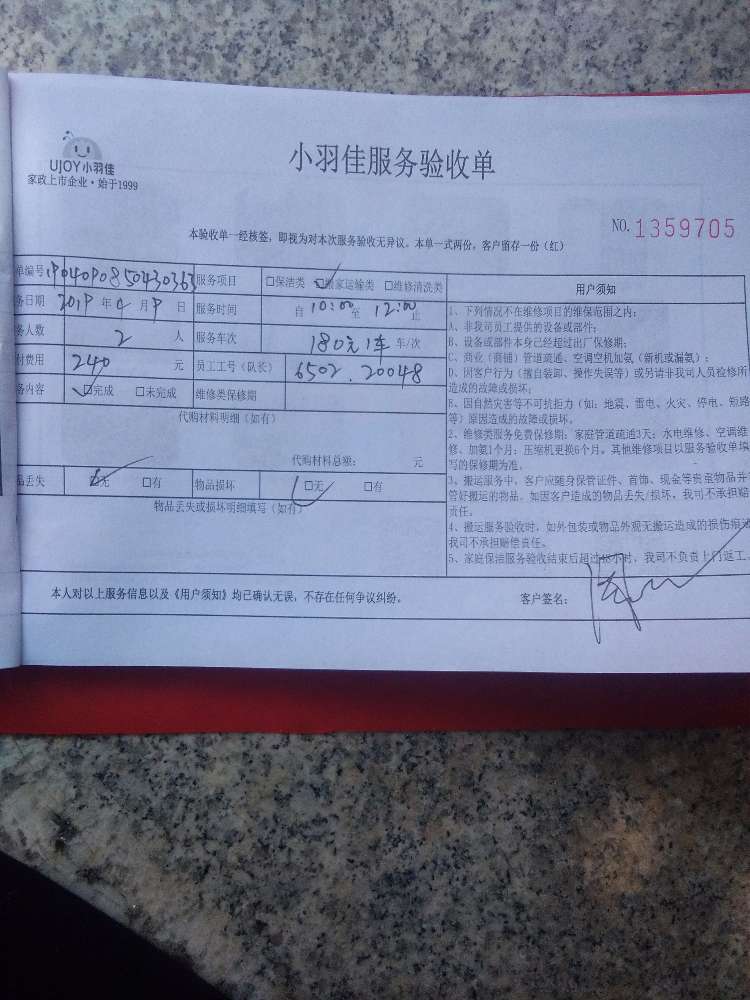 UJOY小羽佳
家政上市企业·始于1999
小羽佳服务验收单
NO.1359705
本验收单一经核签，即视为对本次服务验收无异议。本单一式两份，客户留存一份（红）
单编号 190409085043036 服务项目 □保洁类 □搬家运输类 □维修清洗类
务日期 2019年4月9日 服务时间 自10:00至12:00止
务人数 2 人 服务车次 180元1车 车/次
付费用 240 元 员工工号（队长） 6502.20048
务内容 □完成 □未完成 维修类保修期
代购材料明细（如有）
代购材料总额： 元
品丢失 □无 □有 物品损坏 □无 □有
物品丢失或损坏明细填写（如有）
用户须知
1、下列情况不在维修项目的维保范围之内：
A、非我司员工提供的设备或部件；
B、设备或部件本身已经超过出厂保修期；
C、商业（商铺）管道疏通、空调空机加氨（新机或漏氨）；
D、因客户行为（擅自装卸、操作失误等）或另请非我司人员检修所
造成的故障或损坏；
E、因自然灾害等不可抗拒力（如：地震、雷电、火灾、停电、短路
等）原因造成的故障或损坏。
2、维修类服务免费保修期：家庭管道疏通3天；水电维修、空调维
修、加氨1个月；压缩机更换6个月。其他维修项目以服务验收单填
写的保修期为准。
3、搬运服务中，客户应随身保管证件、首饰、现金等贵重物品并
管好搬运的物品。如因客户造成的物品丢失/损坏，我司不承担赔
责任。
4、搬运服务验收时，如外包装或物品外观无搬运造成的损伤痕迹
我司不承担赔偿责任。
5、家庭保洁服务验收结束后超过 小时，我司不负责上门返工。
本人对以上服务信息以及《用户须知》均已确认无误，不存在任何争议纠纷。 客户签名：